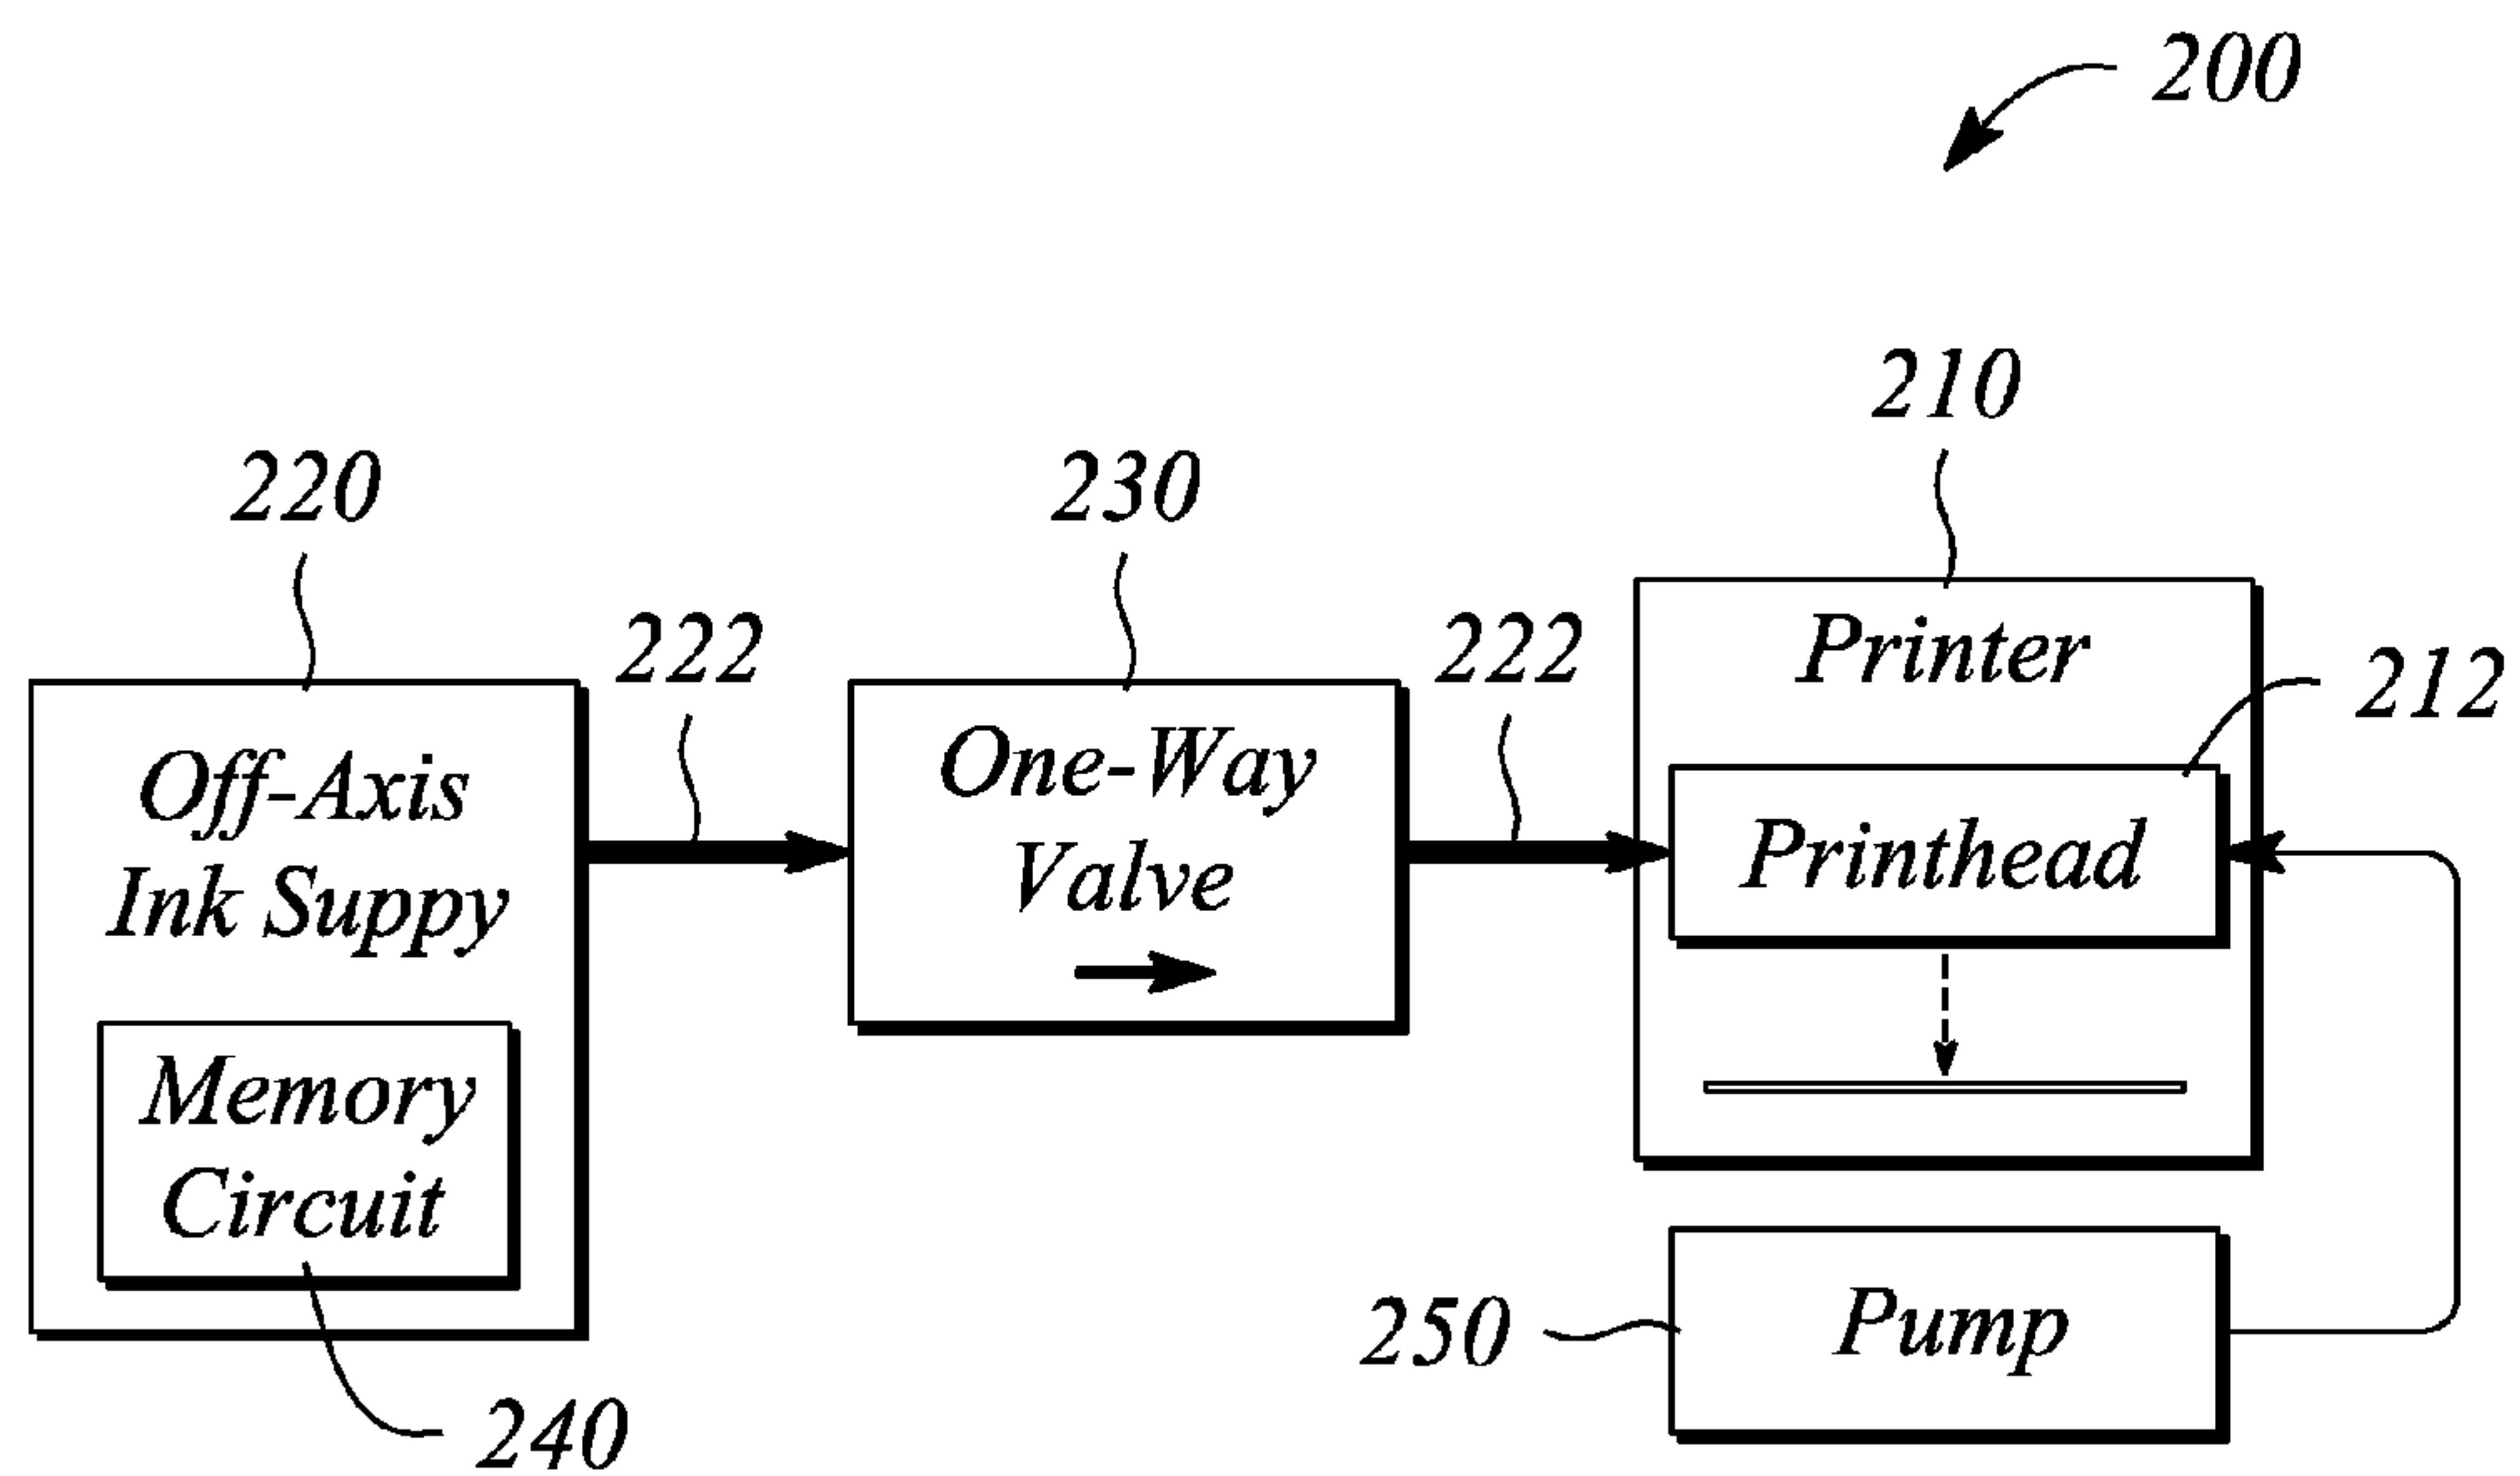 200
210
220
230
222
222
Printer
212
Off-Axis
Ink Suppy
One-Way
Valve
Printhead
Memory
Circuit
250
Pump
240